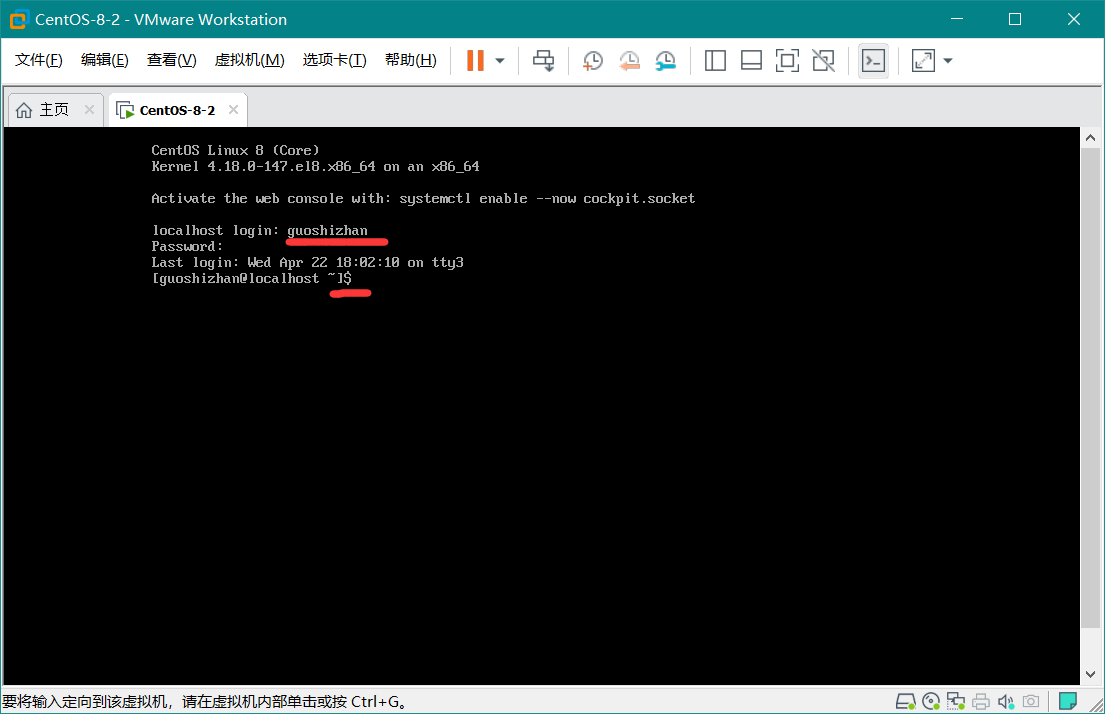 CentOS-8-2 - VMware Workstation
文件(F) 编辑(E) 查看(V) 虚拟机(M) 选项卡(T) 帮助(H)
主页 CentOS-8-2
CentOS Linux 8 (Core)
Kernel 4.18.0-147.el8.x86_64 on an x86_64
Activate the web console with: systemctl enable --now cockpit.socket
localhost login: guoshizhan
Password:
Last login: Wed Apr 22 18:02:10 on tty3
[guoshizhan@localhost ~]$
要将输入定向到该虚拟机，请在虚拟机内部单击或按 Ctrl+G。